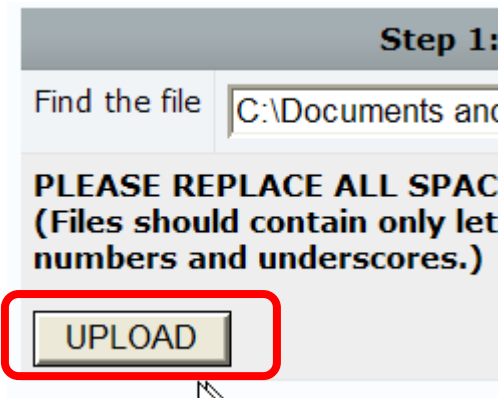 Step 1:
Find the file C:\Documents and
PLEASE REPLACE ALL SPAC
(Files should contain only let
numbers and underscores.)
UPLOAD